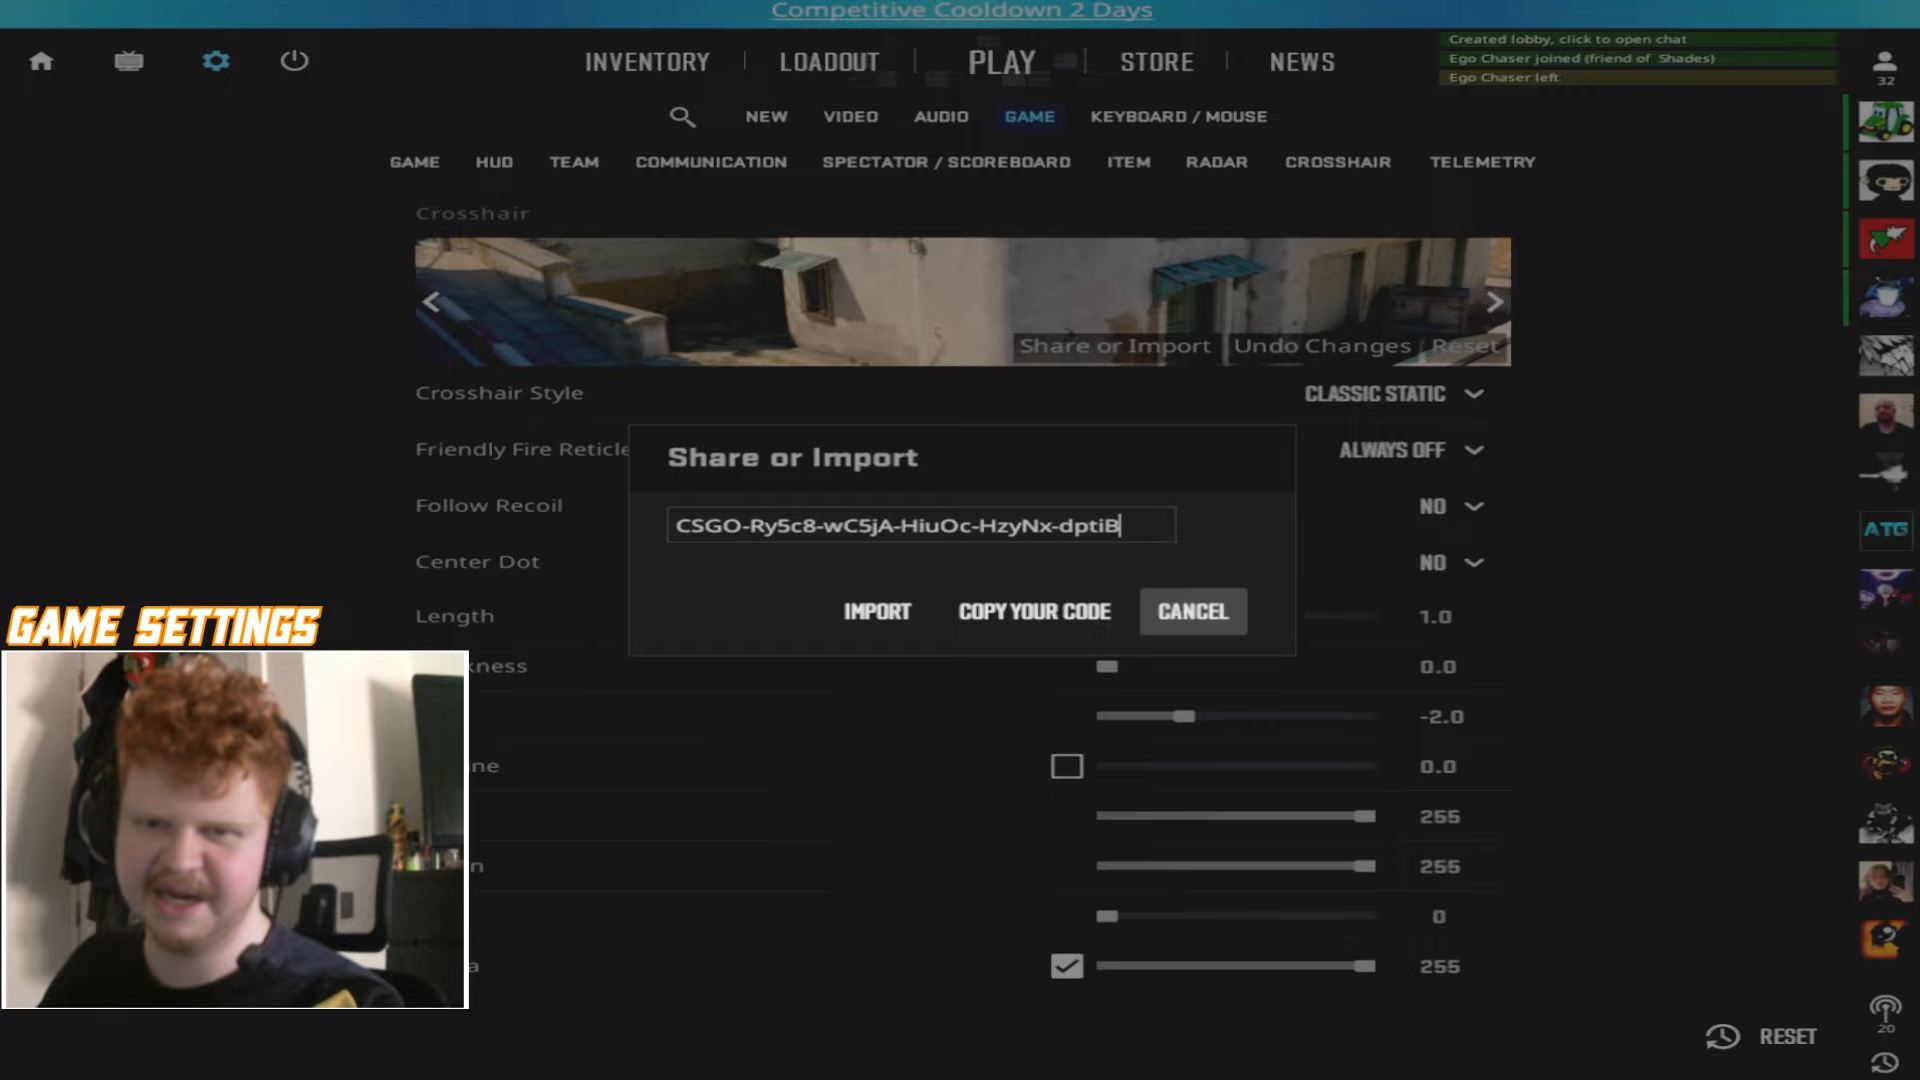 Competitive Cooldown 2 Days
INVENTORY
LOADOUT
PLAY
STORE
NEWS
Created lobby, click to open chat
Ego Chaser joined (friend of Shades)
Ego Chaser left
32
NEW
VIDEO
AUDIO
GAME
KEYBOARD / MOUSE
GAME
HUD
TEAM
COMMUNICATION
SPECTATOR / SCOREBOARD
ITEM
RADAR
CROSSHAIR
TELEMETRY
Crosshair
Share or Import
Undo Changes
Reset
Crosshair Style
CLASSIC STATIC
Friendly Fire Reticle
ALWAYS OFF
Share or Import
Follow Recoil
NO
CSGO-Ry5c8-wC5jA-HiuOc-HzyNx-dptiB
ATG
Center Dot
NO
IMPORT
COPY YOUR CODE
CANCEL
Length
1.0
GAME SETTINGS
kness
0.0
-2.0
ne
0.0
255
n
255
0
a
255
20
RESET